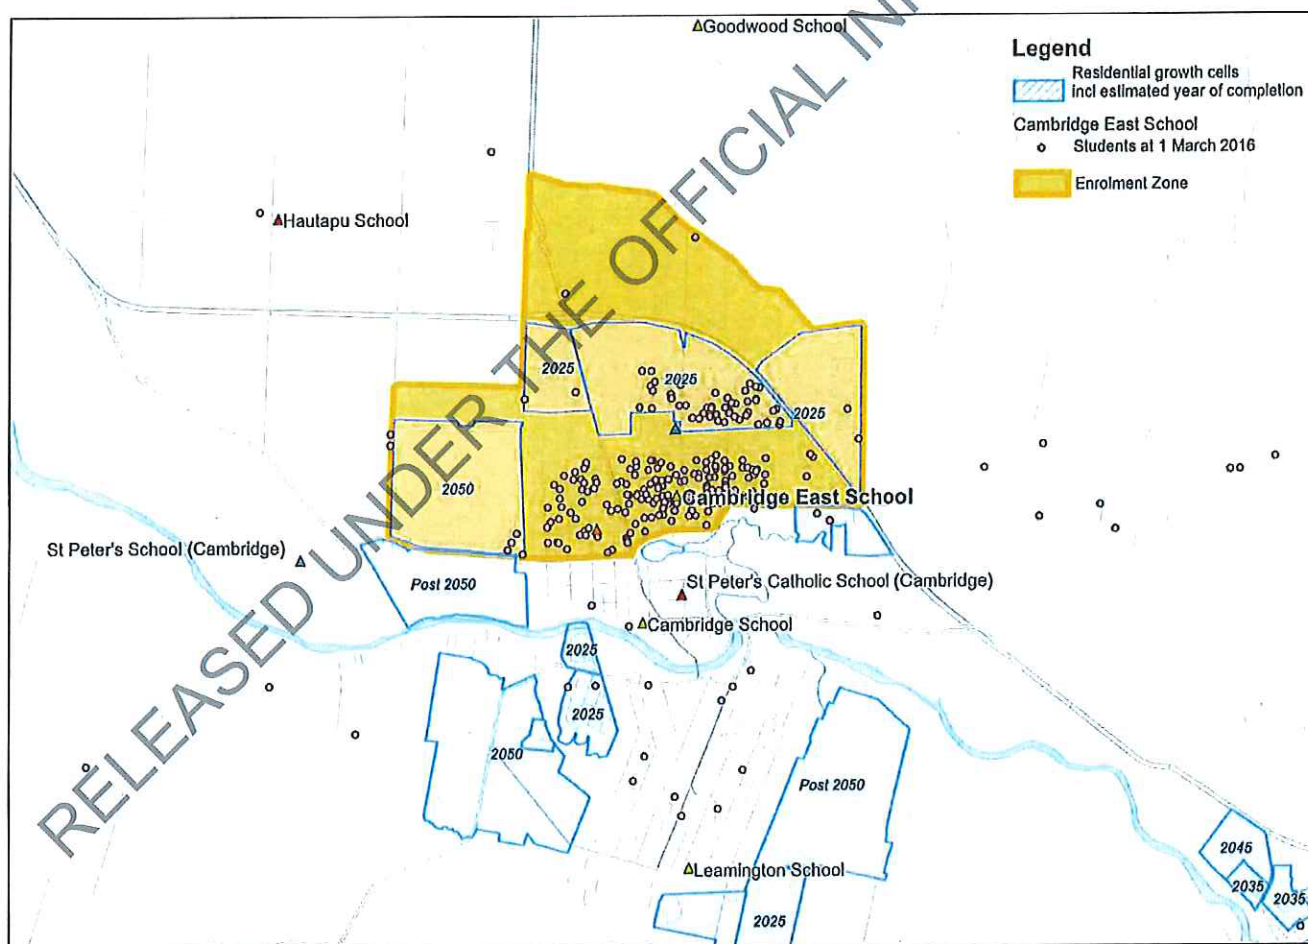 Goodwood School
Legend
Residential growth cells
incl estimated year of completion
Cambridge East School
Students at 1 March 2016
Enrolment Zone
Hautapu School
2025
2025
2025
2050
Cambridge East School
St Peter's School (Cambridge)
Post 2050
St Peter's Catholic School (Cambridge)
Cambridge School
2025
2025
2050
Post 2050
Leamington School
2025
2045
2035
2035
RELEASED UNDER THE OFFICIAL